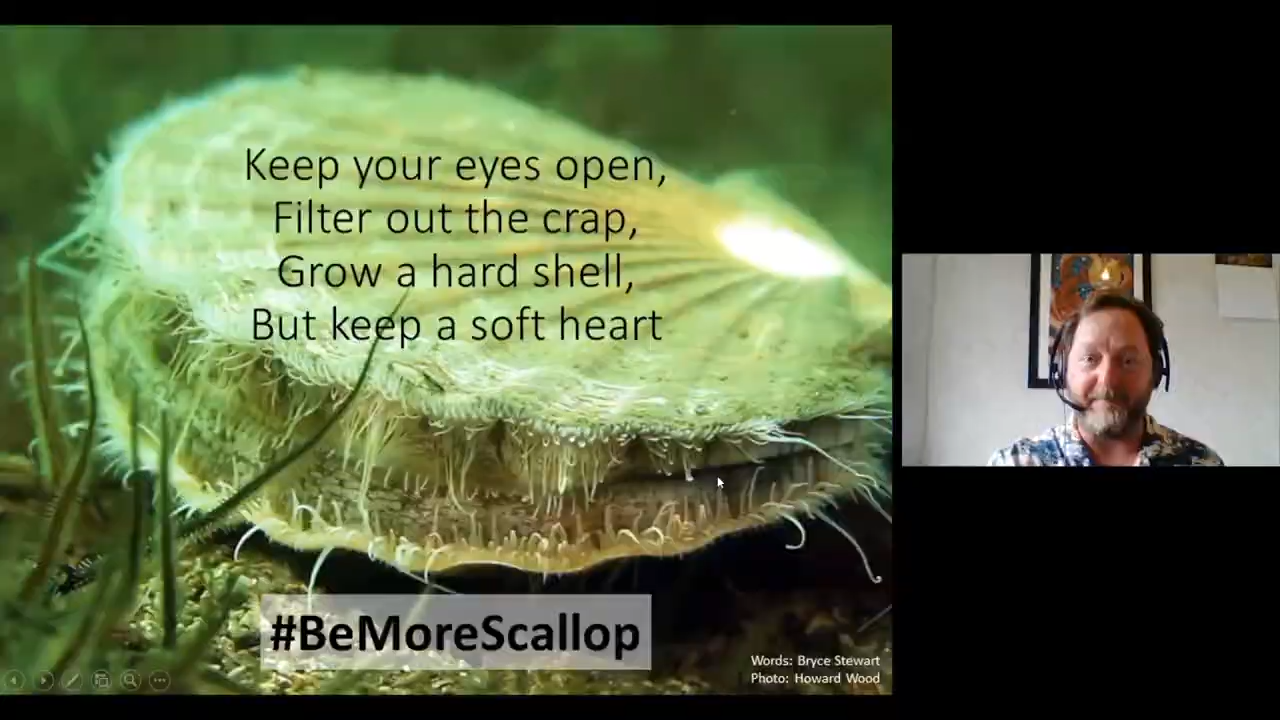 Keep your eyes open,
Filter out the crap,
Grow a hard shell,
But keep a soft heart
#BeMoreScallop
Words: Bryce Stewart
Photo: Howard Wood